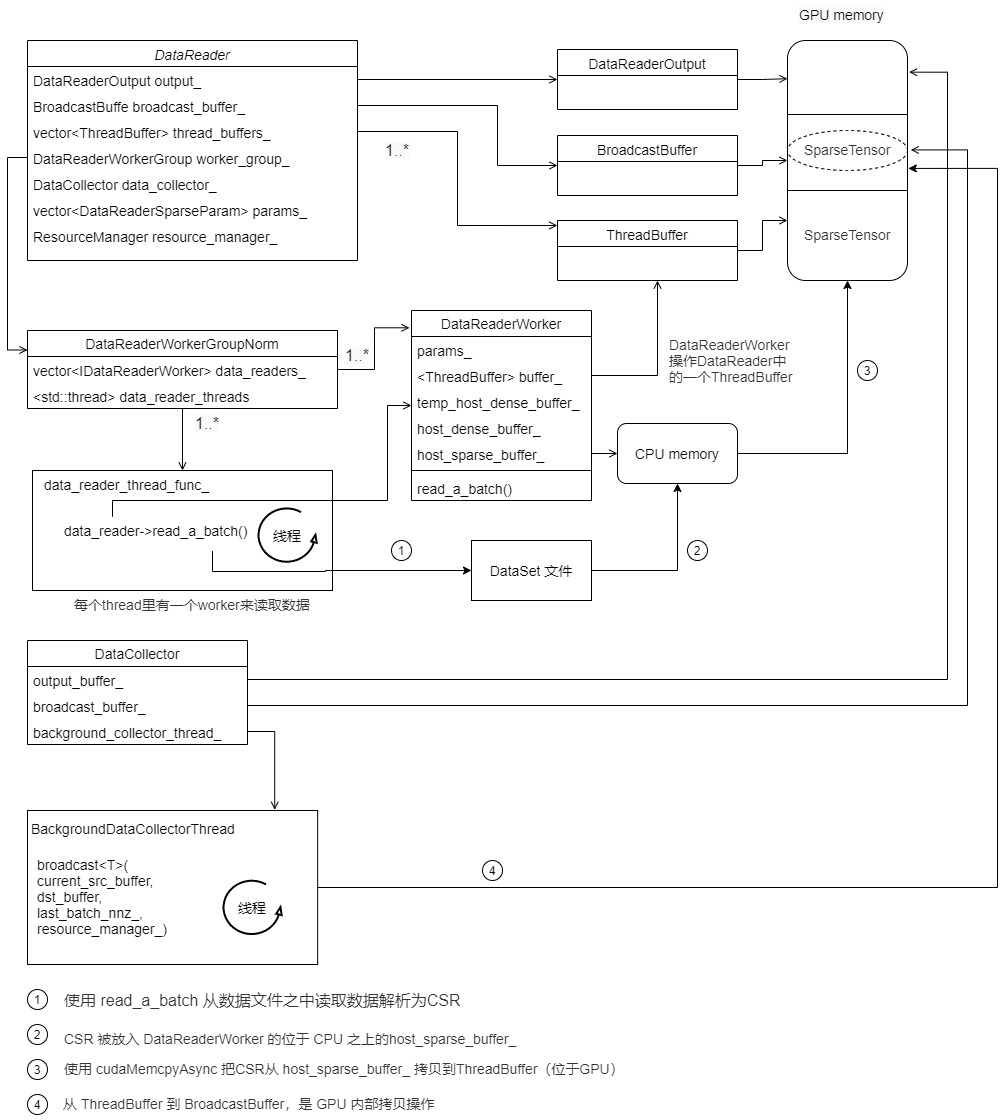 GPU memory
DataReader
DataReaderOutput output_
BroadcastBuffe broadcast_buffer_
vector<ThreadBuffer> thread_buffers_
DataReaderWorkerGroup worker_group_
DataCollector data_collector_
vector<DataReaderSparseParam> params_
ResourceManager resource_manager_
1..*
DataReaderOutput
BroadcastBuffer
ThreadBuffer
SparseTensor
SparseTensor
DataReaderWorkerGroupNorm
vector<IDataReaderWorker> data_readers_
<std::thread> data_reader_threads
1..*
1..*
DataReaderWorker
params_
<ThreadBuffer> buffer_
temp_host_dense_buffer_
host_dense_buffer_
host_sparse_buffer_
read_a_batch()
DataReaderWorker
操作DataReader中
的一个ThreadBuffer
3
CPU memory
data_reader_thread_func_
data_reader->read_a_batch()
线程
1
DataSet 文件
2
每个thread里有一个worker来读取数据
DataCollector
output_buffer_
broadcast_buffer_
background_collector_thread_
BackgroundDataCollectorThread
broadcast<T>(
current_src_buffer,
dst_buffer,
last_batch_nnz_,
resource_manager_)
线程
4
1 使用 read_a_batch 从数据文件之中读取数据解析为CSR
2 CSR 被放入 DataReaderWorker 的位于 CPU 之上的host_sparse_buffer_
3 使用 cudaMemcpyAsync 把CSR从 host_sparse_buffer_ 拷贝到ThreadBuffer（位于GPU）
4 从 ThreadBuffer 到 BroadcastBuffer，是 GPU 内部拷贝操作